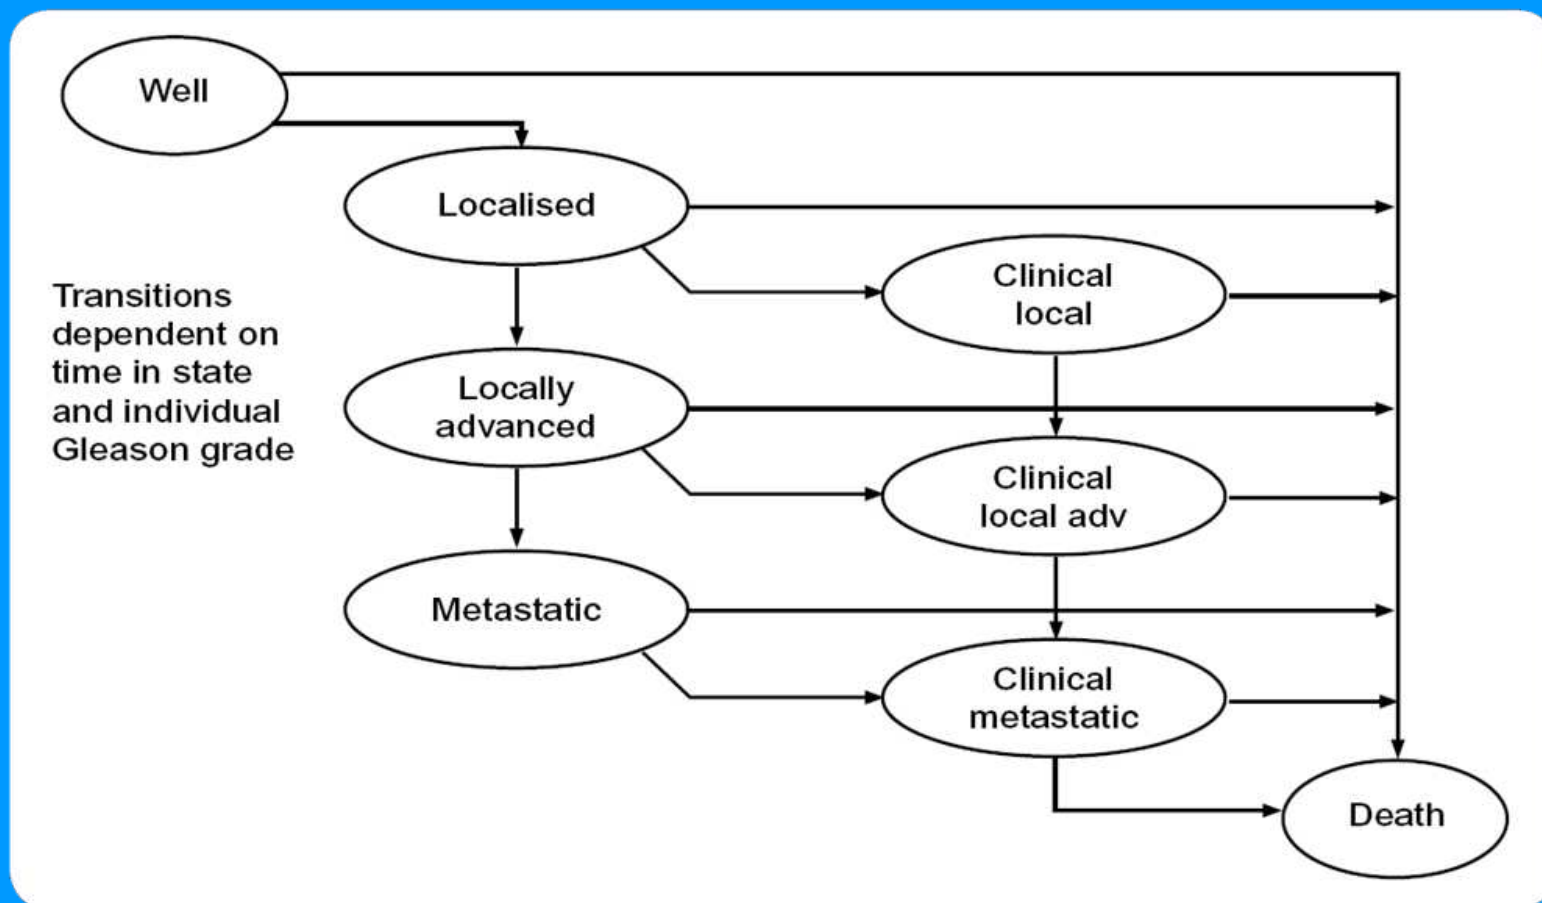 Well
Localised
Transitions
dependent on
time in state
and individual
Gleason grade
Clinical
local
Locally
advanced
Clinical
local adv
Metastatic
Clinical
metastatic
Death